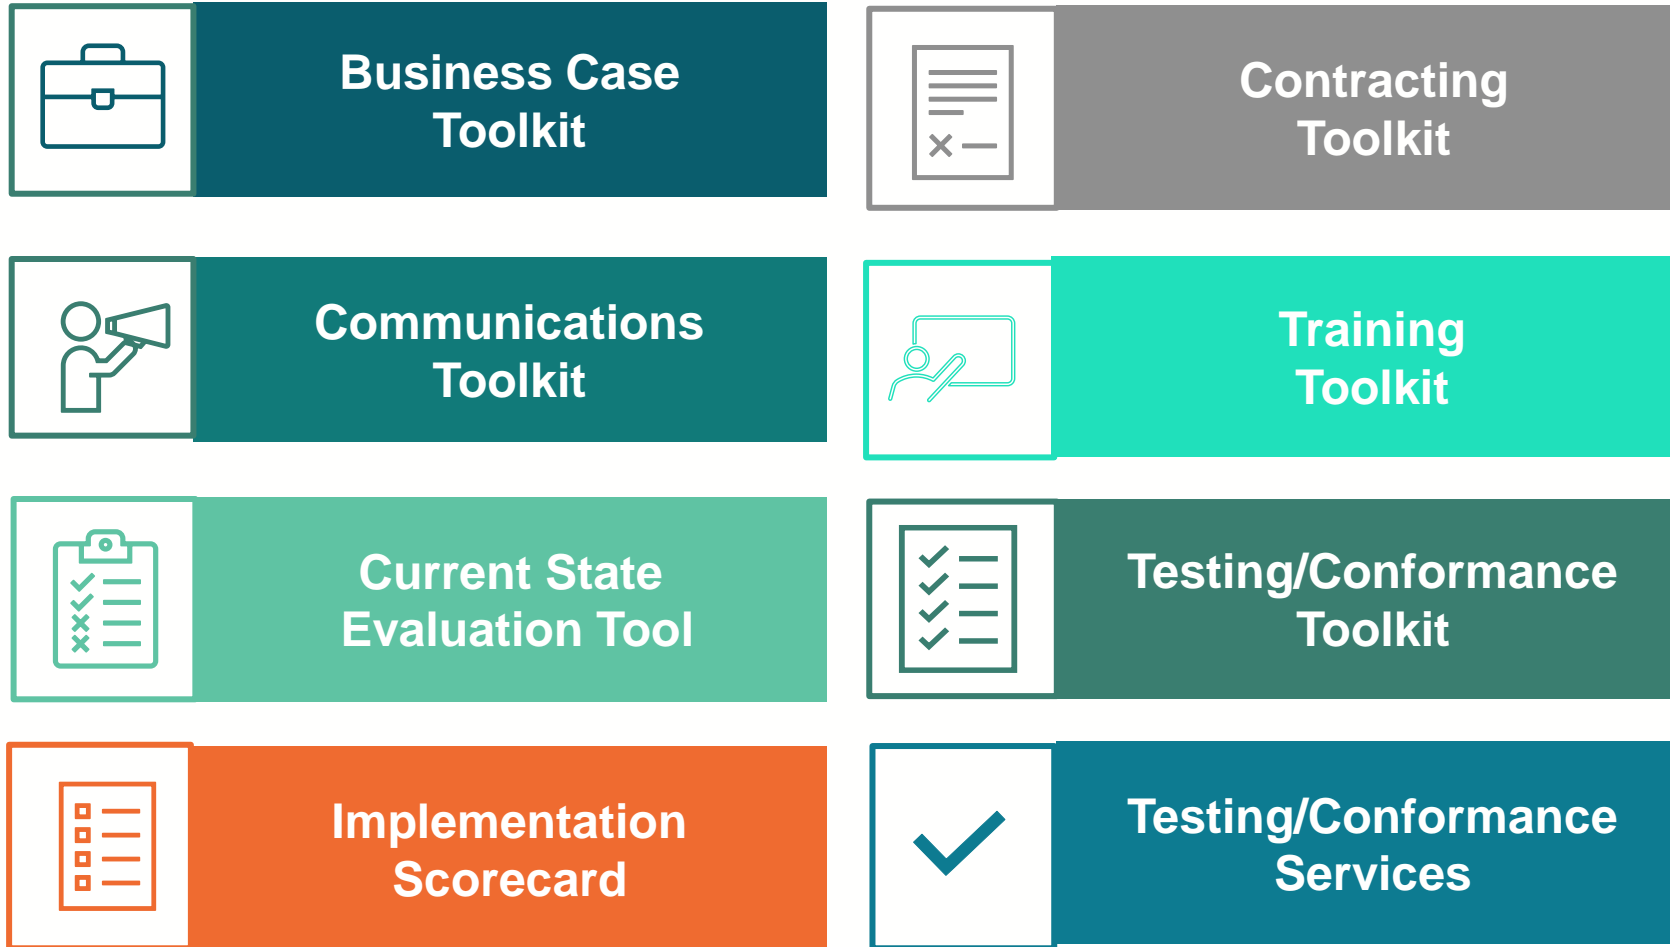 Business Case
Toolkit
Contracting
Toolkit
Communications
Toolkit
Training
Toolkit
Current State
Evaluation Tool
Testing/Conformance
Toolkit
Implementation
Scorecard
Testing/Conformance
Services